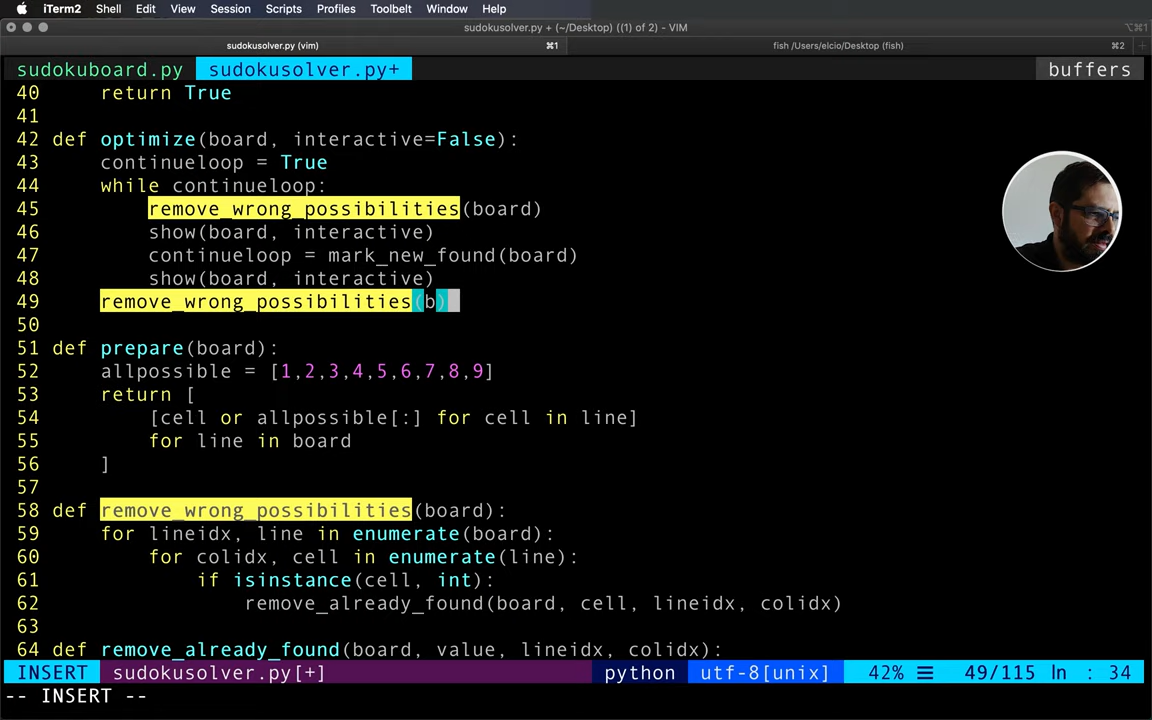 iTerm2 Shell Edit View Session Scripts Profiles Toolbelt Window Help
sudokusolver.py + (~/Desktop) ((1) of 2) - VIM ⌥⌘1
sudokusolver.py (vim) ⌘1 fish /Users/elcio/Desktop (fish) ⌘2 +
sudokuboard.py sudokusolver.py+ buffers
40 return True
41
42 def optimize(board, interactive=False):
43 continueloop = True
44 while continueloop:
45 remove_wrong_possibilities(board)
46 show(board, interactive)
47 continueloop = mark_new_found(board)
48 show(board, interactive)
49 remove_wrong_possibilities(b)
50
51 def prepare(board):
52 allpossible = [1,2,3,4,5,6,7,8,9]
53 return [
54 [cell or allpossible[:] for cell in line]
55 for line in board
56 ]
57
58 def remove_wrong_possibilities(board):
59 for lineidx, line in enumerate(board):
60 for colidx, cell in enumerate(line):
61 if isinstance(cell, int):
62 remove_already_found(board, cell, lineidx, colidx)
63
64 def remove_already_found(board, value, lineidx, colidx):
INSERT sudokusolver.py[+] python utf-8[unix] 42% ☰ 49/115 ln : 34
-- INSERT --